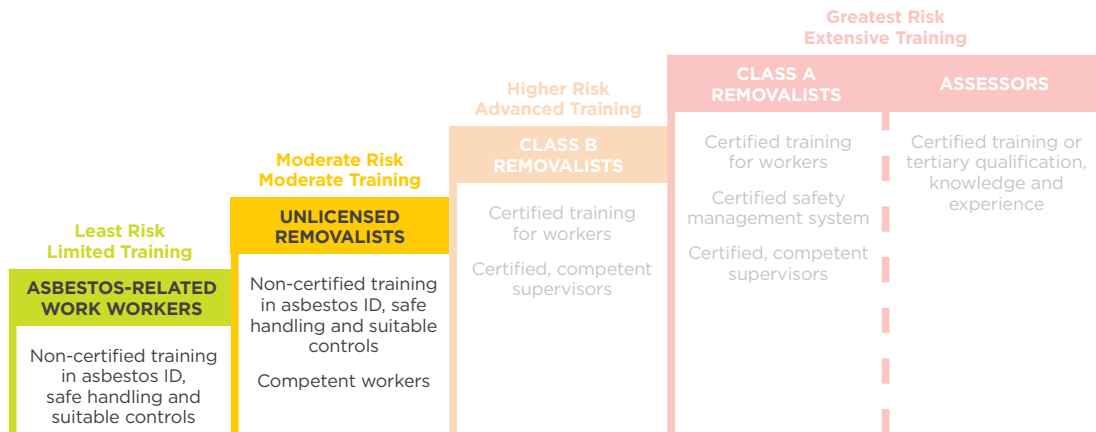 Least Risk
Limited Training
ASBESTOS-RELATED
WORK WORKERS
Non-certified training
in asbestos ID,
safe handling and
suitable controls
Moderate Risk
Moderate Training
UNLICENSED
REMOVALISTS
Non-certified training
in asbestos ID, safe
handling and suitable
controls
Competent workers
Higher Risk
Advanced Training
CLASS B
REMOVALISTS
Certified training
for workers
Certified, competent
supervisors
Greatest Risk
Extensive Training
CLASS A
REMOVALISTS
Certified training
for workers
Certified safety
management system
Certified, competent
supervisors
ASSESSORS
Certified training or
tertiary qualification,
knowledge and
experience